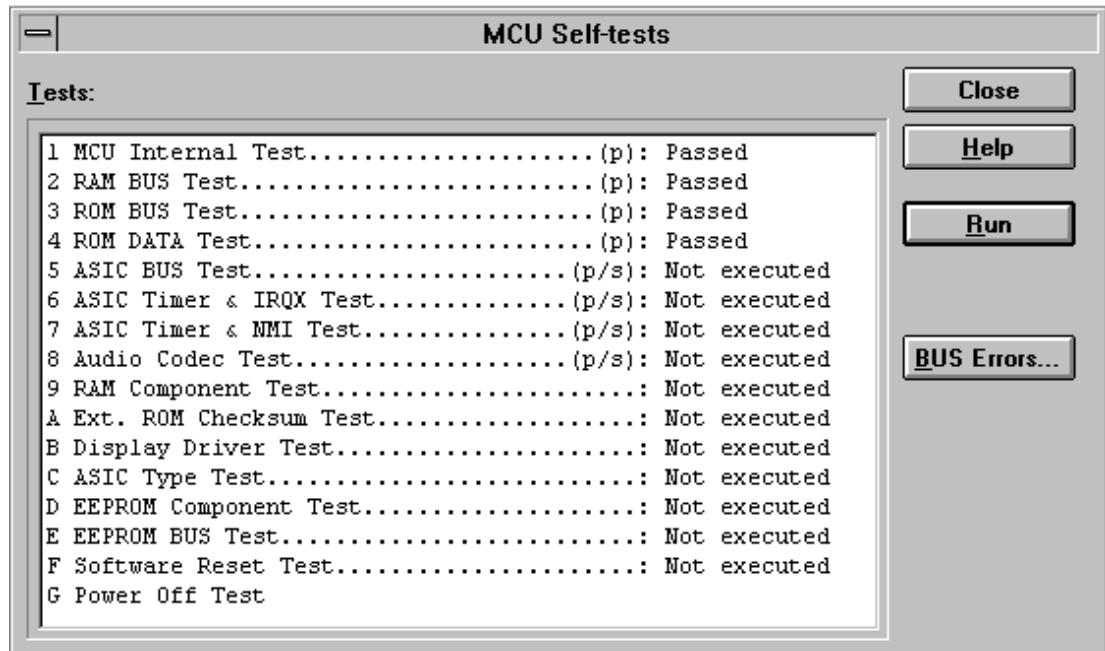 MCU Self-tests
Tests:
Close
Help
Run
BUS Errors...
1 MCU Internal Test.....................(p): Passed
2 RAM BUS Test..........................(p): Passed
3 ROM BUS Test..........................(p): Passed
4 ROM DATA Test.........................(p): Passed
5 ASIC BUS Test.......................(p/s): Not executed
6 ASIC Timer & IRQX Test..............(p/s): Not executed
7 ASIC Timer & NMI Test...............(p/s): Not executed
8 Audio Codec Test....................(p/s): Not executed
9 RAM Component Test.......................: Not executed
A Ext. ROM Checksum Test...................: Not executed
B Display Driver Test......................: Not executed
C ASIC Type Test...........................: Not executed
D EEPROM Component Test....................: Not executed
E EEPROM BUS Test..........................: Not executed
F Software Reset Test......................: Not executed
G Power Off Test